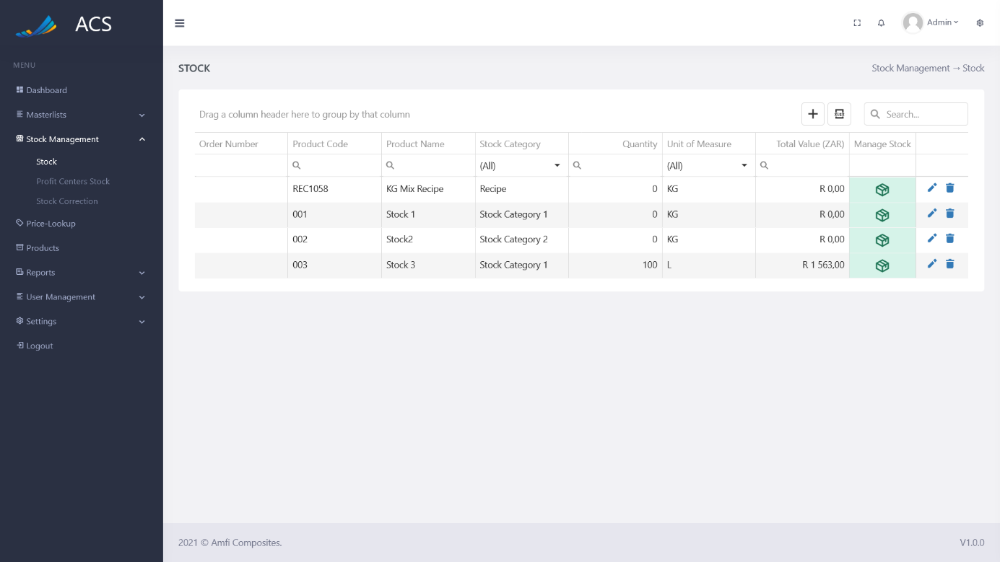 ACS
Admin
MENU
STOCK
Stock Management → Stock
Dashboard
Masterlists
Stock Management
Stock
Profit Centers Stock
Stock Correction
Price-Lookup
Products
Reports
User Management
Settings
Logout
Drag a column header here to group by that column
XLSX
Search...
Order Number Product Code Product Name Stock Category Quantity Unit of Measure Total Value (ZAR) Manage Stock
(All) (All)
REC1058 KG Mix Recipe Recipe 0 KG R 0,00
001 Stock 1 Stock Category 1 0 KG R 0,00
002 Stock2 Stock Category 2 0 KG R 0,00
003 Stock 3 Stock Category 1 100 L R 1 563,00
2021 © Amfi Composites.
V1.0.0